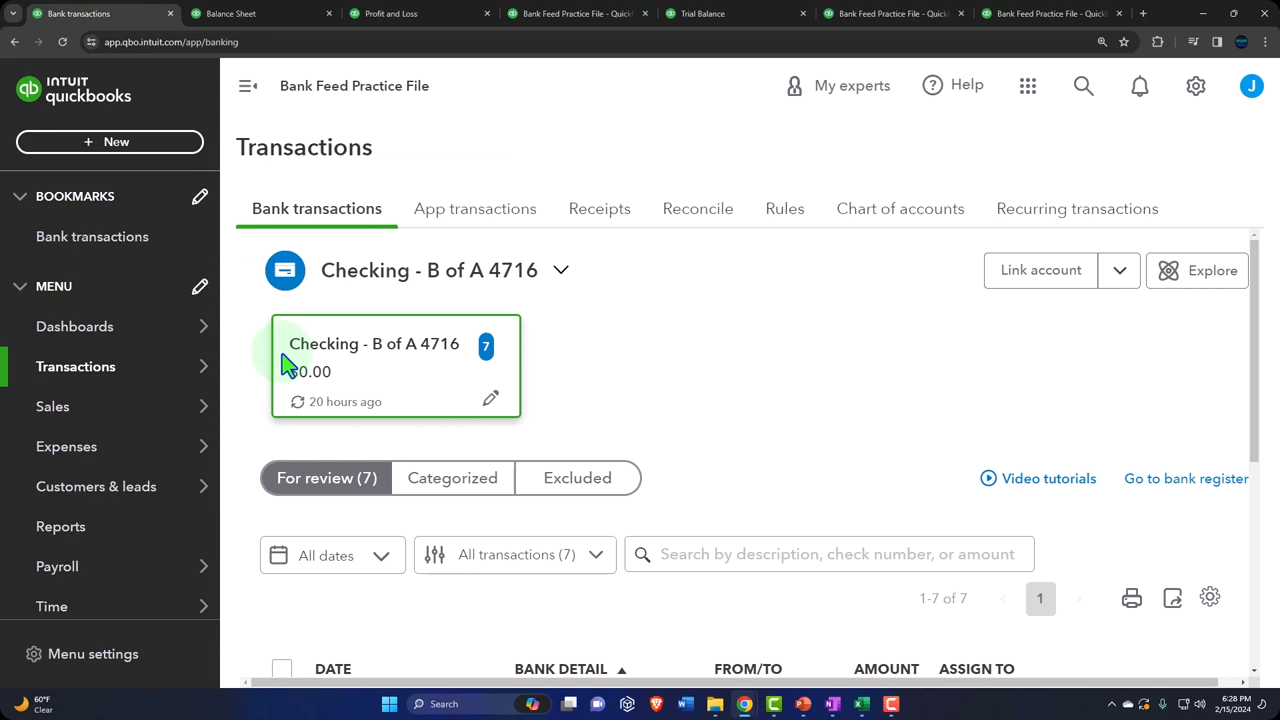 Bank transactions
Balance Sheet
Profit and Loss
Bank Feed Practice File - Quick
Trial Balance
Bank Feed Practice File - Quick
Bank Feed Practice File - Quick
app.qbo.intuit.com/app/banking
INTUIT
quickbooks
Bank Feed Practice File
My experts
Help
J
+ New
Transactions
BOOKMARKS
Bank transactions
App transactions
Receipts
Reconcile
Rules
Chart of accounts
Recurring transactions
Bank transactions
Checking - B of A 4716
Link account
Explore
MENU
Dashboards
Transactions
Sales
Expenses
Customers & leads
Reports
Payroll
Time
Menu settings
Checking - B of A 4716
7
0.00
20 hours ago
For review (7)
Categorized
Excluded
Video tutorials
Go to bank register
All dates
All transactions (7)
Search by description, check number, or amount
1-7 of 7
1
DATE
BANK DETAIL
FROM/TO
AMOUNT
ASSIGN TO
60°F
Clear
Search
6:28 PM
2/15/2024